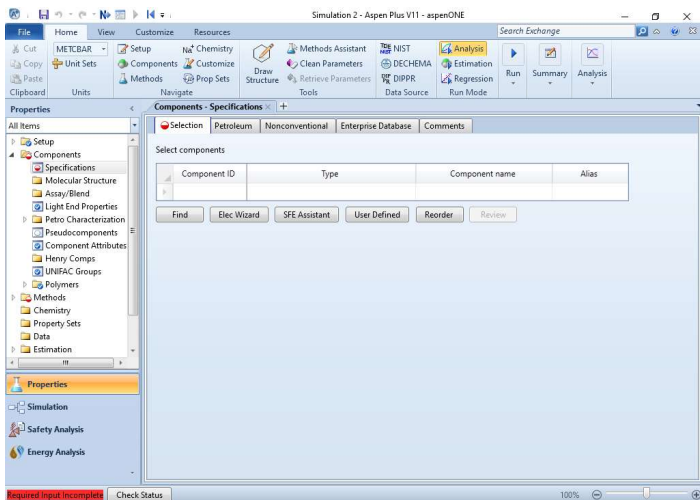 Simulation 2 - Aspen Plus V11 - aspenONE
File Home View Customize Resources Search Exchange
Cut METCBAR Setup Na+ Chemistry Methods Assistant NIST Analysis
Copy Unit Sets Components Customize Draw Structure Clean Parameters DECHEMA Estimation Run Summary Analysis
Paste Methods Prop Sets Retrieve Parameters DIPPR Regression
Clipboard Units Navigate Tools Data Source Run Mode
Properties Components - Specifications × +
All Items Selection Petroleum Nonconventional Enterprise Database Comments
Setup
Components Select components
Specifications Component ID Type Component name Alias
Molecular Structure
Assay/Blend
Light End Properties Find Elec Wizard SFE Assistant User Defined Reorder Review
Petro Characterization
Pseudocomponents
Component Attributes
Henry Comps
UNIFAC Groups
Polymers
Methods
Chemistry
Property Sets
Data
Estimation
Properties
Simulation
Safety Analysis
Energy Analysis
Required Input Incomplete Check Status 100%